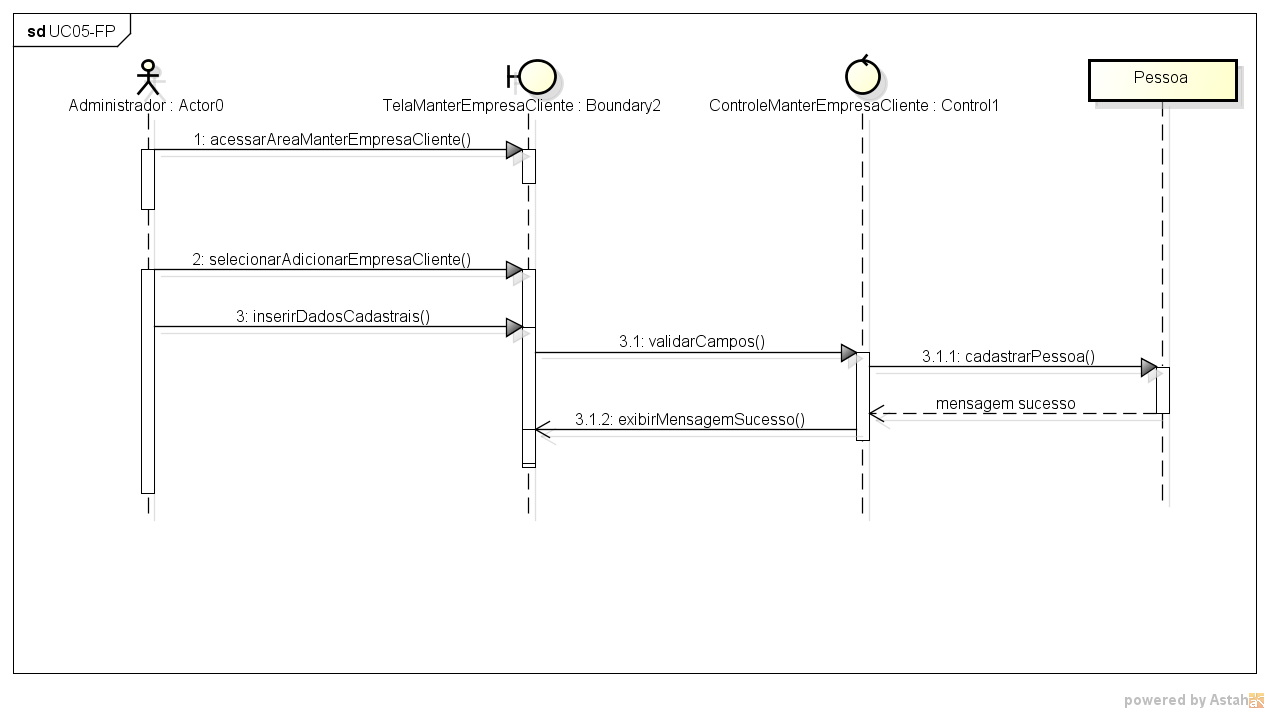 sd UC05-FP
Administrador : Actor0
TelaManterEmpresaCliente : Boundary2
ControleManterEmpresaCliente : Control1
Pessoa
1: acessarAreaManterEmpresaCliente()
2: selecionarAdicionarEmpresaCliente()
3: inserirDadosCadastrais()
3.1: validarCampos()
3.1.1: cadastrarPessoa()
mensagem sucesso
3.1.2: exibirMensagemSucesso()
powered by Astah